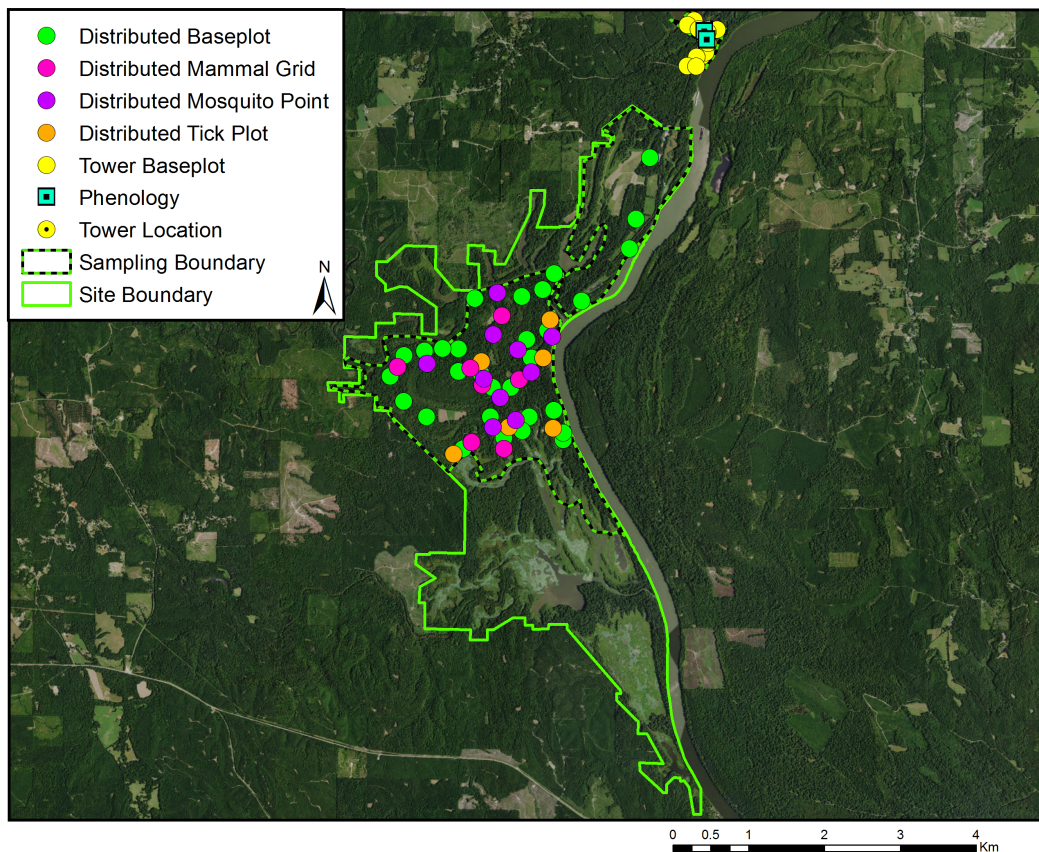 Distributed Baseplot
Distributed Mammal Grid
Distributed Mosquito Point
Distributed Tick Plot
Tower Baseplot
Phenology
Tower Location
Sampling Boundary
Site Boundary
N
0 0.5 1 2 3 4
Km